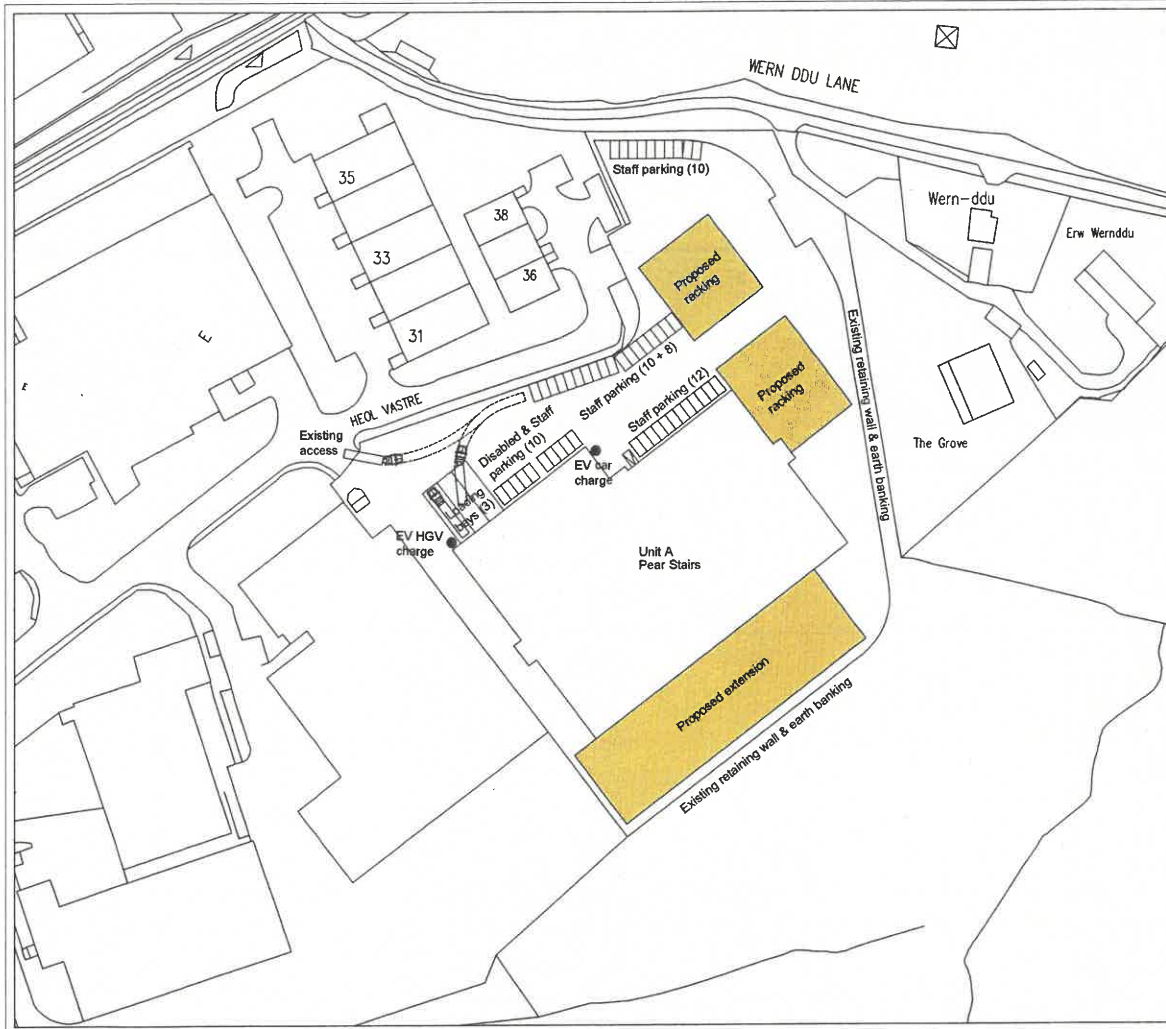 WERN DDU LANE
Staff parking (10)
35
38
Wern-ddu
Erw Wernddu
33
36
Proposed
racking
31
Existing retaining wall & earth banking
Staff parking (10 + 8)
Proposed
racking
Staff parking (12)
HEOL VASTRE
Existing
access
Disabled & Staff
parking (10)
The Grove
EV car
charge
Loading
bays (3)
EV HGV
charge
Unit A
Pear Stairs
Proposed extension
Existing retaining wall & earth banking
E
E